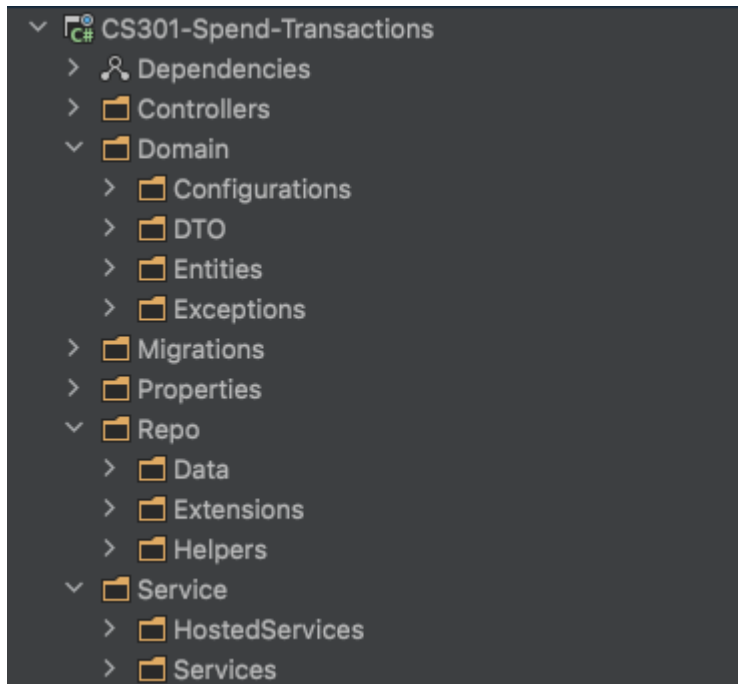 C# CS301-Spend-Transactions
Dependencies
Controllers
Domain
Configurations
DTO
Entities
Exceptions
Migrations
Properties
Repo
Data
Extensions
Helpers
Service
HostedServices
Services